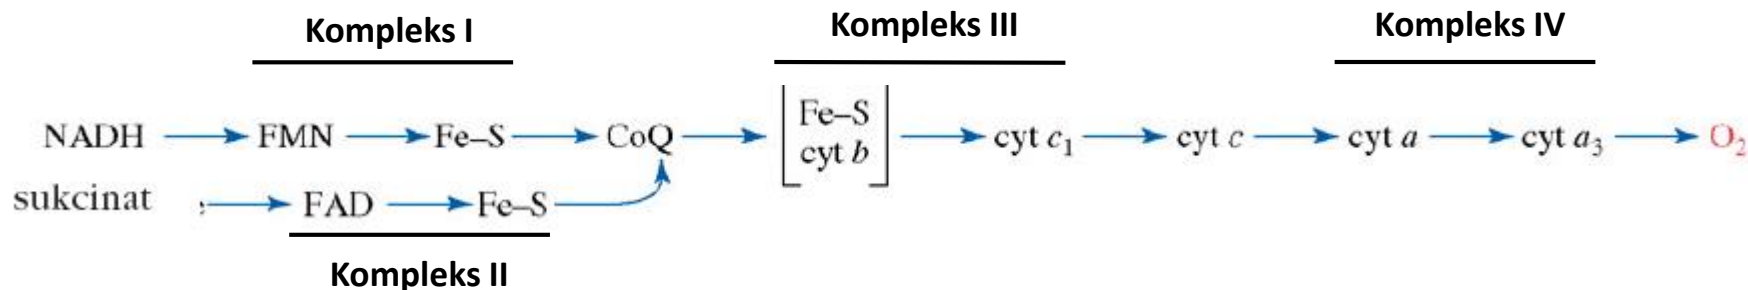 Kompleks I Kompleks III Kompleks IV
NADH FMN Fe–S CoQ Fe–S cyt b cyt c₁ cyt c cyt a cyt a₃ O₂
sukcinat FAD Fe–S
Kompleks II